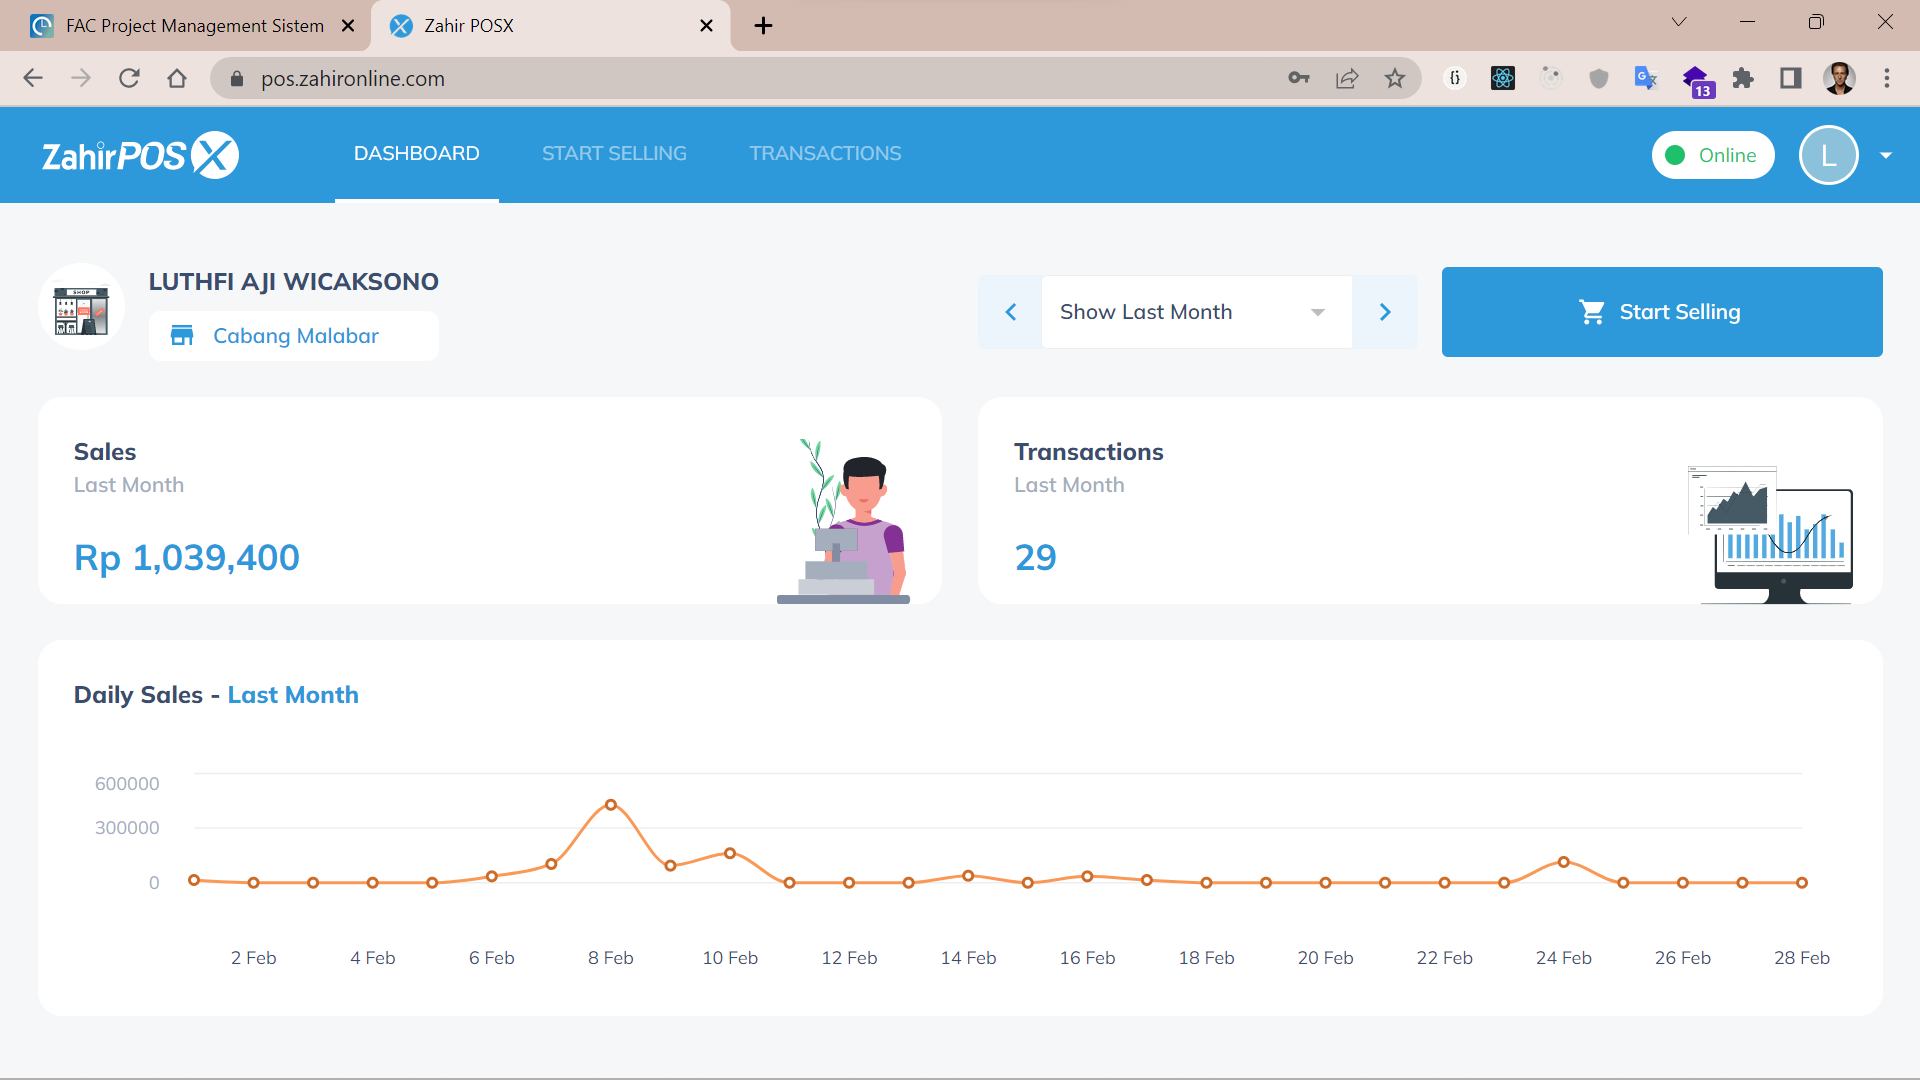 FAC Project Management Sistem
Zahir POSX
pos.zahironline.com
{}
13
Zahir POS X
DASHBOARD
START SELLING
TRANSACTIONS
Online
L
SHOP
LUTHFI AJI WICAKSONO
Cabang Malabar
Show Last Month
Start Selling
Sales
Last Month
Rp 1,039,400
Transactions
Last Month
29
Daily Sales - Last Month
600000
300000
0
2 Feb 4 Feb 6 Feb 8 Feb 10 Feb 12 Feb 14 Feb 16 Feb 18 Feb 20 Feb 22 Feb 24 Feb 26 Feb 28 Feb